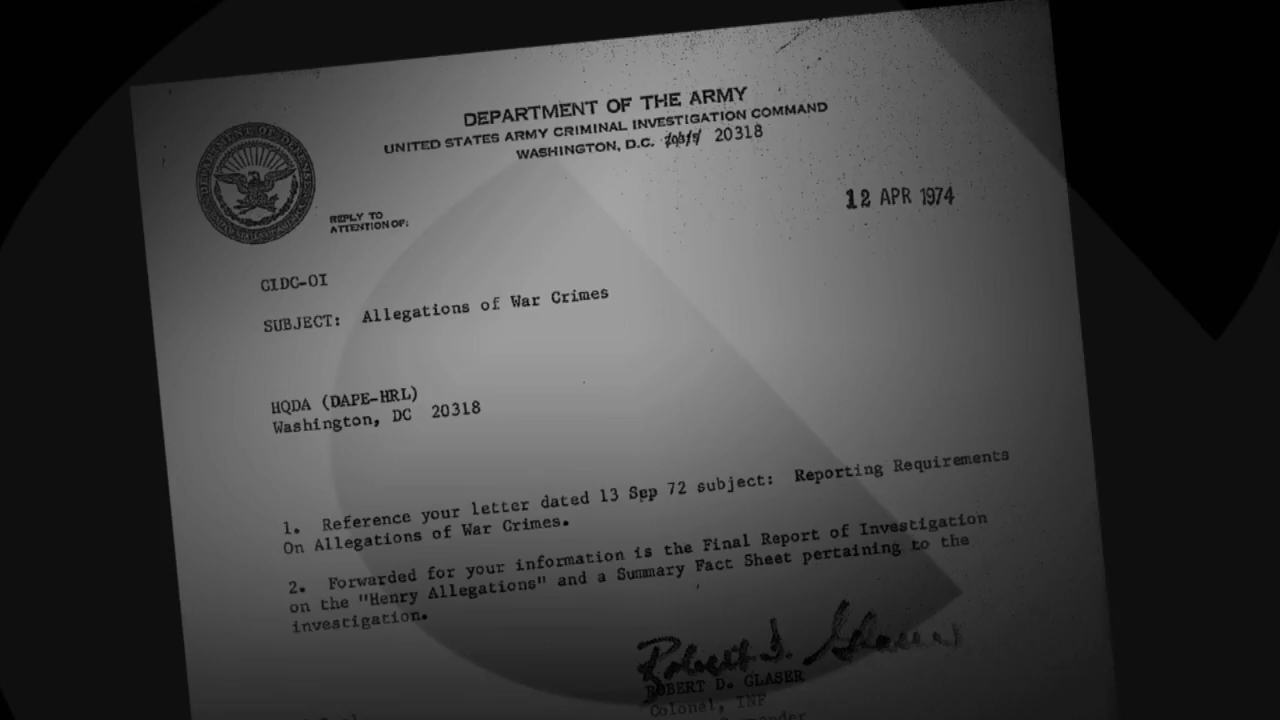 DEPARTMENT OF THE ARMY
UNITED STATES ARMY CRIMINAL INVESTIGATION COMMAND
WASHINGTON, D.C. 20318
12 APR 1974
REPLY TO
ATTENTION OF:
CIDC-OI
SUBJECT: Allegations of War Crimes
HQDA (DAPE-HRL)
Washington, DC 20318
1. Reference your letter dated 13 Sep 72 subject: Reporting Requirements
On Allegations of War Crimes.
2. Forwarded for your information is the Final Report of Investigation
on the "Henry Allegations" and a Summary Fact Sheet pertaining to the
investigation.
Robert D. Glaser
ROBERT D. GLASER
Colonel, INF